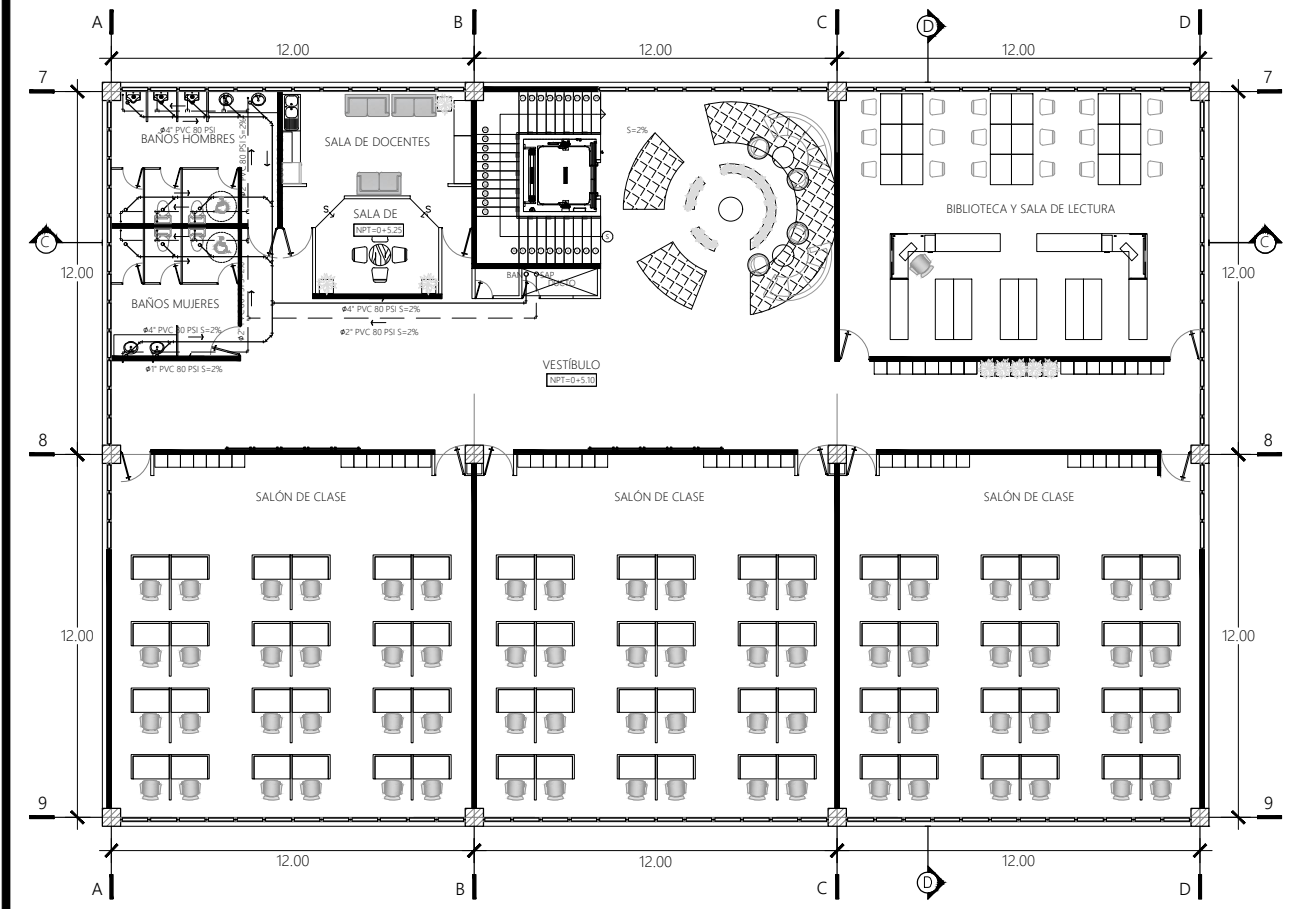 A
B
C
D
D
12.00
12.00
12.00
7
7
ø4" PVC 80 PSI
BAÑOS HOMBRES
SALA DE DOCENTES
S=2%
BIBLIOTECA Y SALA DE LECTURA
S
S
SALA DE
NPT=0+5.25
S
C
C
12.00
12.00
DUCTO
BAÑOS MUJERES
ø4" PVC 80 PSI S=2%
ø4" PVC 80 PSI S=2%
ø2" PVC 80 PSI S=2%
ø1" PVC 80 PSI S=2%
VESTÍBULO
NPT=0+5.10
8
8
SALÓN DE CLASE
SALÓN DE CLASE
SALÓN DE CLASE
12.00
12.00
9
9
12.00
12.00
12.00
A
B
C
D
D